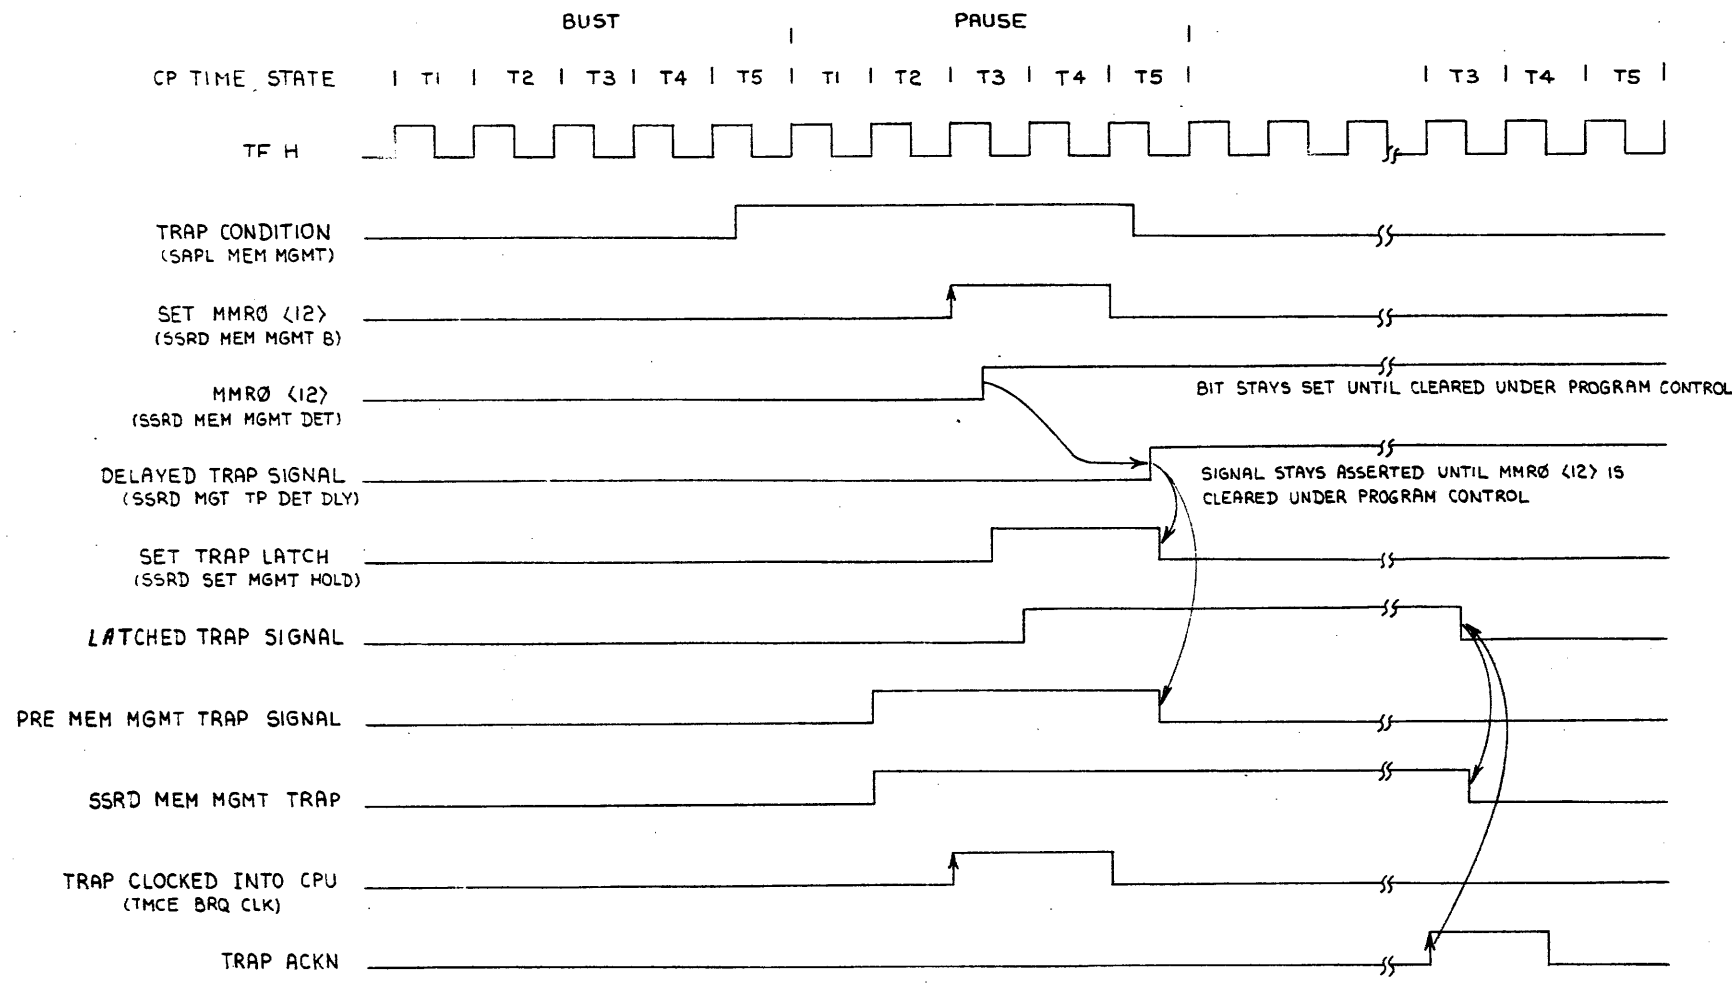 BUST PAUSE
CP TIME STATE | T1 | T2 | T3 | T4 | T5 | T1 | T2 | T3 | T4 | T5 | | T3 | T4 | T5 |
TF H
TRAP CONDITION
(SAPL MEM MGMT)
SET MMRØ <12>
(SSRD MEM MGMT B)
MMRØ <12>
(SSRD MEM MGMT DET)
BIT STAYS SET UNTIL CLEARED UNDER PROGRAM CONTROL
DELAYED TRAP SIGNAL
(SSRD MGT TP DET DLY)
SIGNAL STAYS ASSERTED UNTIL MMRØ <12> IS
CLEARED UNDER PROGRAM CONTROL
SET TRAP LATCH
(SSRD SET MGMT HOLD)
LATCHED TRAP SIGNAL
PRE MEM MGMT TRAP SIGNAL
SSRD MEM MGMT TRAP
TRAP CLOCKED INTO CPU
(TMCE BRQ CLK)
TRAP ACKN